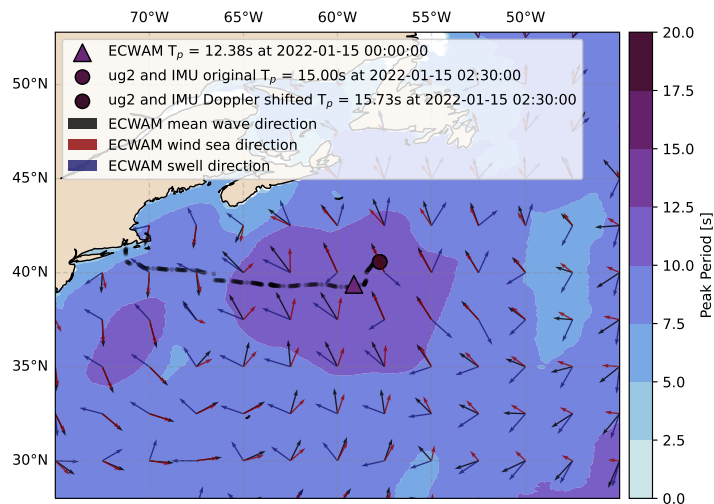 70°W 65°W 60°W 55°W 50°W
ECWAM Tp = 12.38s at 2022-01-15 00:00:00
ug2 and IMU original Tp = 15.00s at 2022-01-15 02:30:00
ug2 and IMU Doppler shifted Tp = 15.73s at 2022-01-15 02:30:00
ECWAM mean wave direction
ECWAM wind sea direction
ECWAM swell direction
50°N
45°N
40°N
35°N
30°N
20.0
17.5
15.0
12.5
10.0
7.5
5.0
2.5
0.0
Peak Period [s]